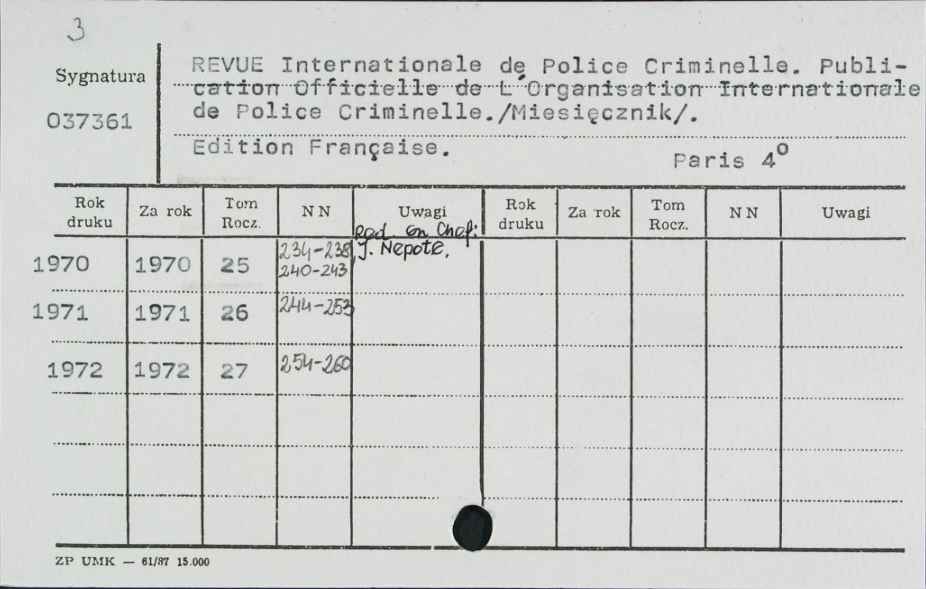 3
Sygnatura
037361
REVUE Internationale de Police Criminelle. Publi-
cation Officielle de L'Organisation Internationale
de Police Criminelle./Miesięcznik/.
Edition Française.
Paris 4º
Rok druku Za rok Tom Rocz. NN Uwagi Rok druku Za rok Tom Rocz. NN Uwagi
Red. en Chef:
1970 1970 25 234-238, J. Nepote.
240-243
1971 1971 26 244-253
1972 1972 27 254-260
ZP UMK — 61/87 15.000